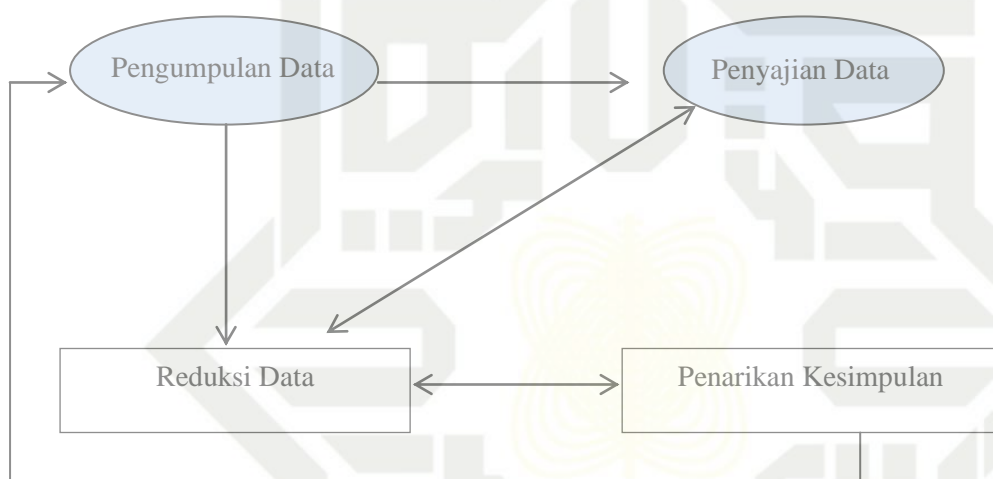 Pengumpulan Data
Penyajian Data
Reduksi Data
Penarikan Kesimpulan